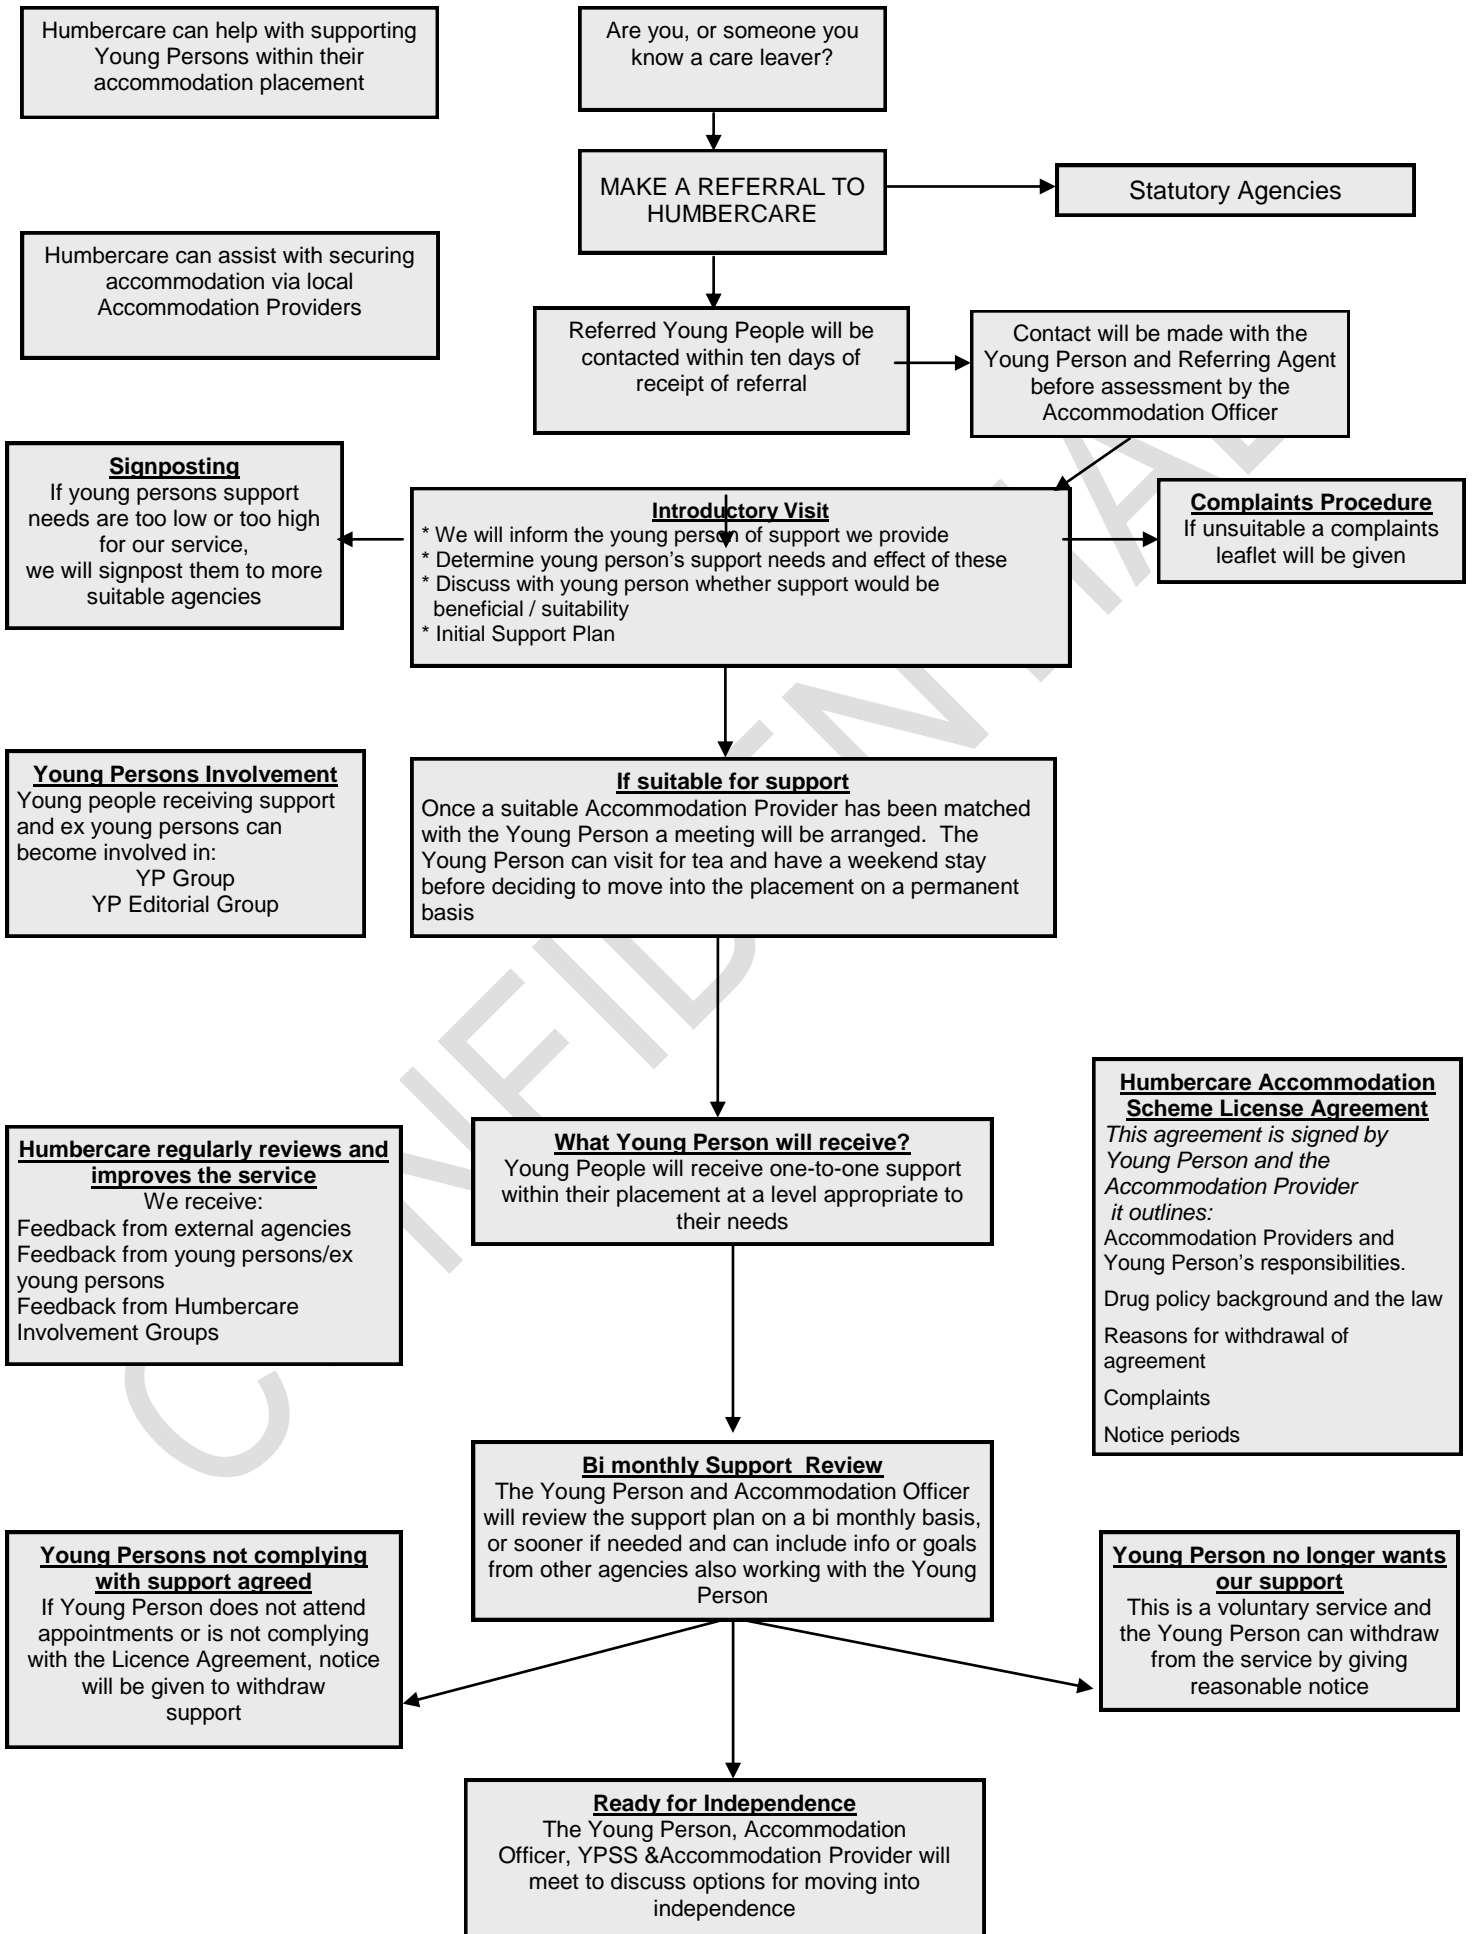 Humbercare can help with supporting
Young Persons within their
accommodation placement
Are you, or someone you
know a care leaver?
MAKE A REFERRAL TO
HUMBERCARE
Statutory Agencies
Humbercare can assist with securing
accommodation via local
Accommodation Providers
Referred Young People will be
contacted within ten days of
receipt of referral
Contact will be made with the
Young Person and Referring Agent
before assessment by the
Accommodation Officer
Signposting
If young persons support
needs are too low or too high
for our service,
we will signpost them to more
suitable agencies
Introductory Visit
* We will inform the young person of support we provide
* Determine young person’s support needs and effect of these
* Discuss with young person whether support would be
beneficial / suitability
* Initial Support Plan
Complaints Procedure
If unsuitable a complaints
leaflet will be given
Young Persons Involvement
Young people receiving support
and ex young persons can
become involved in:
YP Group
YP Editorial Group
If suitable for support
Once a suitable Accommodation Provider has been matched
with the Young Person a meeting will be arranged.  The
Young Person can visit for tea and have a weekend stay
before deciding to move into the placement on a permanent
basis
Humbercare regularly reviews and
improves the service
We receive:
Feedback from external agencies
Feedback from young persons/ex
young persons
Feedback from Humbercare
Involvement Groups
What Young Person will receive?
Young People will receive one-to-one support
within their placement at a level appropriate to
their needs
Humbercare Accommodation
Scheme License Agreement
This agreement is signed by
Young Person and the
Accommodation Provider
it outlines:
Accommodation Providers and
Young Person’s responsibilities.
Drug policy background and the law
Reasons for withdrawal of
agreement
Complaints
Notice periods
Bi monthly Support  Review
The Young Person and Accommodation Officer
will review the support plan on a bi monthly basis,
or sooner if needed and can include info or goals
from other agencies also working with the Young
Person
Young Persons not complying
with support agreed
If Young Person does not attend
appointments or is not complying
with the Licence Agreement, notice
will be given to withdraw
support
Young Person no longer wants
our support
This is a voluntary service and
the Young Person can withdraw
from the service by giving
reasonable notice
Ready for Independence
The Young Person, Accommodation
Officer, YPSS &Accommodation Provider will
meet to discuss options for moving into
independence
CONFIDENTIAL